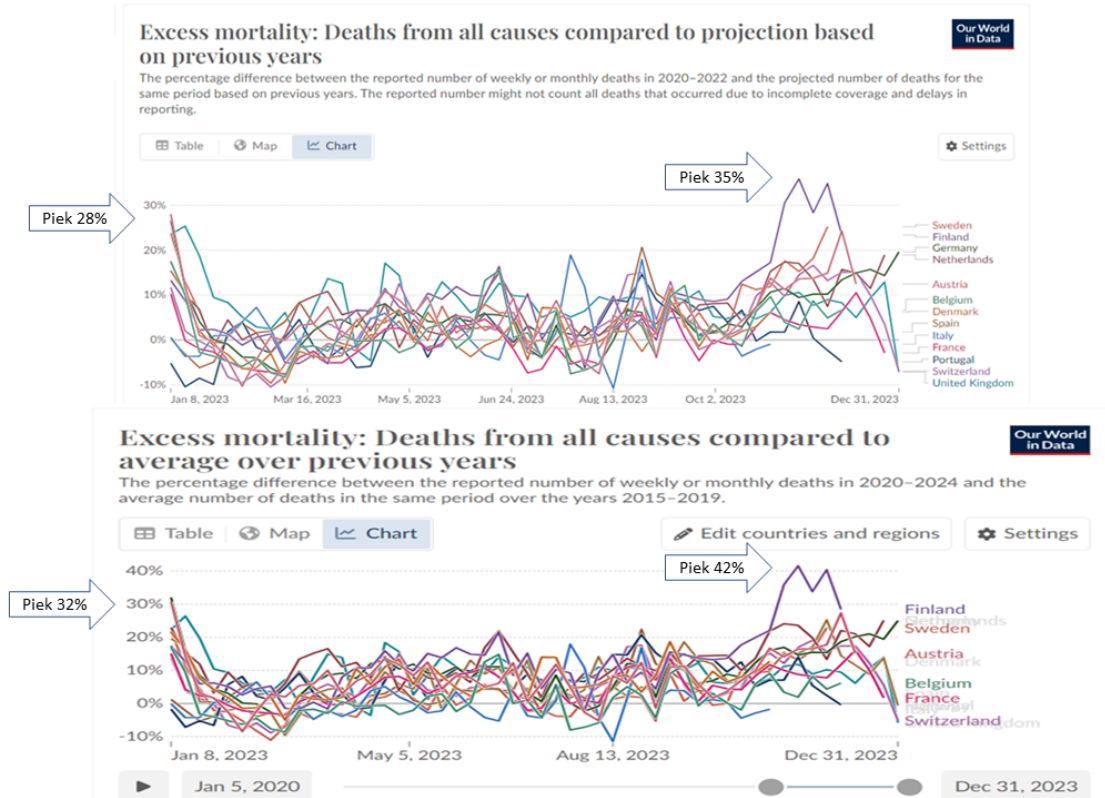 Excess mortality: Deaths from all causes compared to projection based
on previous years
Our World
in Data
The percentage difference between the reported number of weekly or monthly deaths in 2020–2022 and the projected number of deaths for the
same period based on previous years. The reported number might not count all deaths that occurred due to incomplete coverage and delays in
reporting.
Table
Map
Chart
Settings
Piek 35%
Piek 28%
30%
20%
10%
0%
-10%
Sweden
Finland
Germany
Netherlands
Austria
Belgium
Denmark
Spain
Italy
France
Portugal
Switzerland
United Kingdom
Jan 8, 2023
Mar 16, 2023
May 5, 2023
Jun 24, 2023
Aug 13, 2023
Oct 2, 2023
Dec 31, 2023
Excess mortality: Deaths from all causes compared to
average over previous years
Our World
in Data
The percentage difference between the reported number of weekly or monthly deaths in 2020–2024 and the
average number of deaths in the same period over the years 2015–2019.
Table
Map
Chart
Edit countries and regions
Settings
Piek 42%
Piek 32%
40%
30%
20%
10%
0%
-10%
Finland
Sweden
Austria
Denmark
Belgium
France
Switzerland
Jan 8, 2023
May 5, 2023
Aug 13, 2023
Dec 31, 2023
Jan 5, 2020
Dec 31, 2023